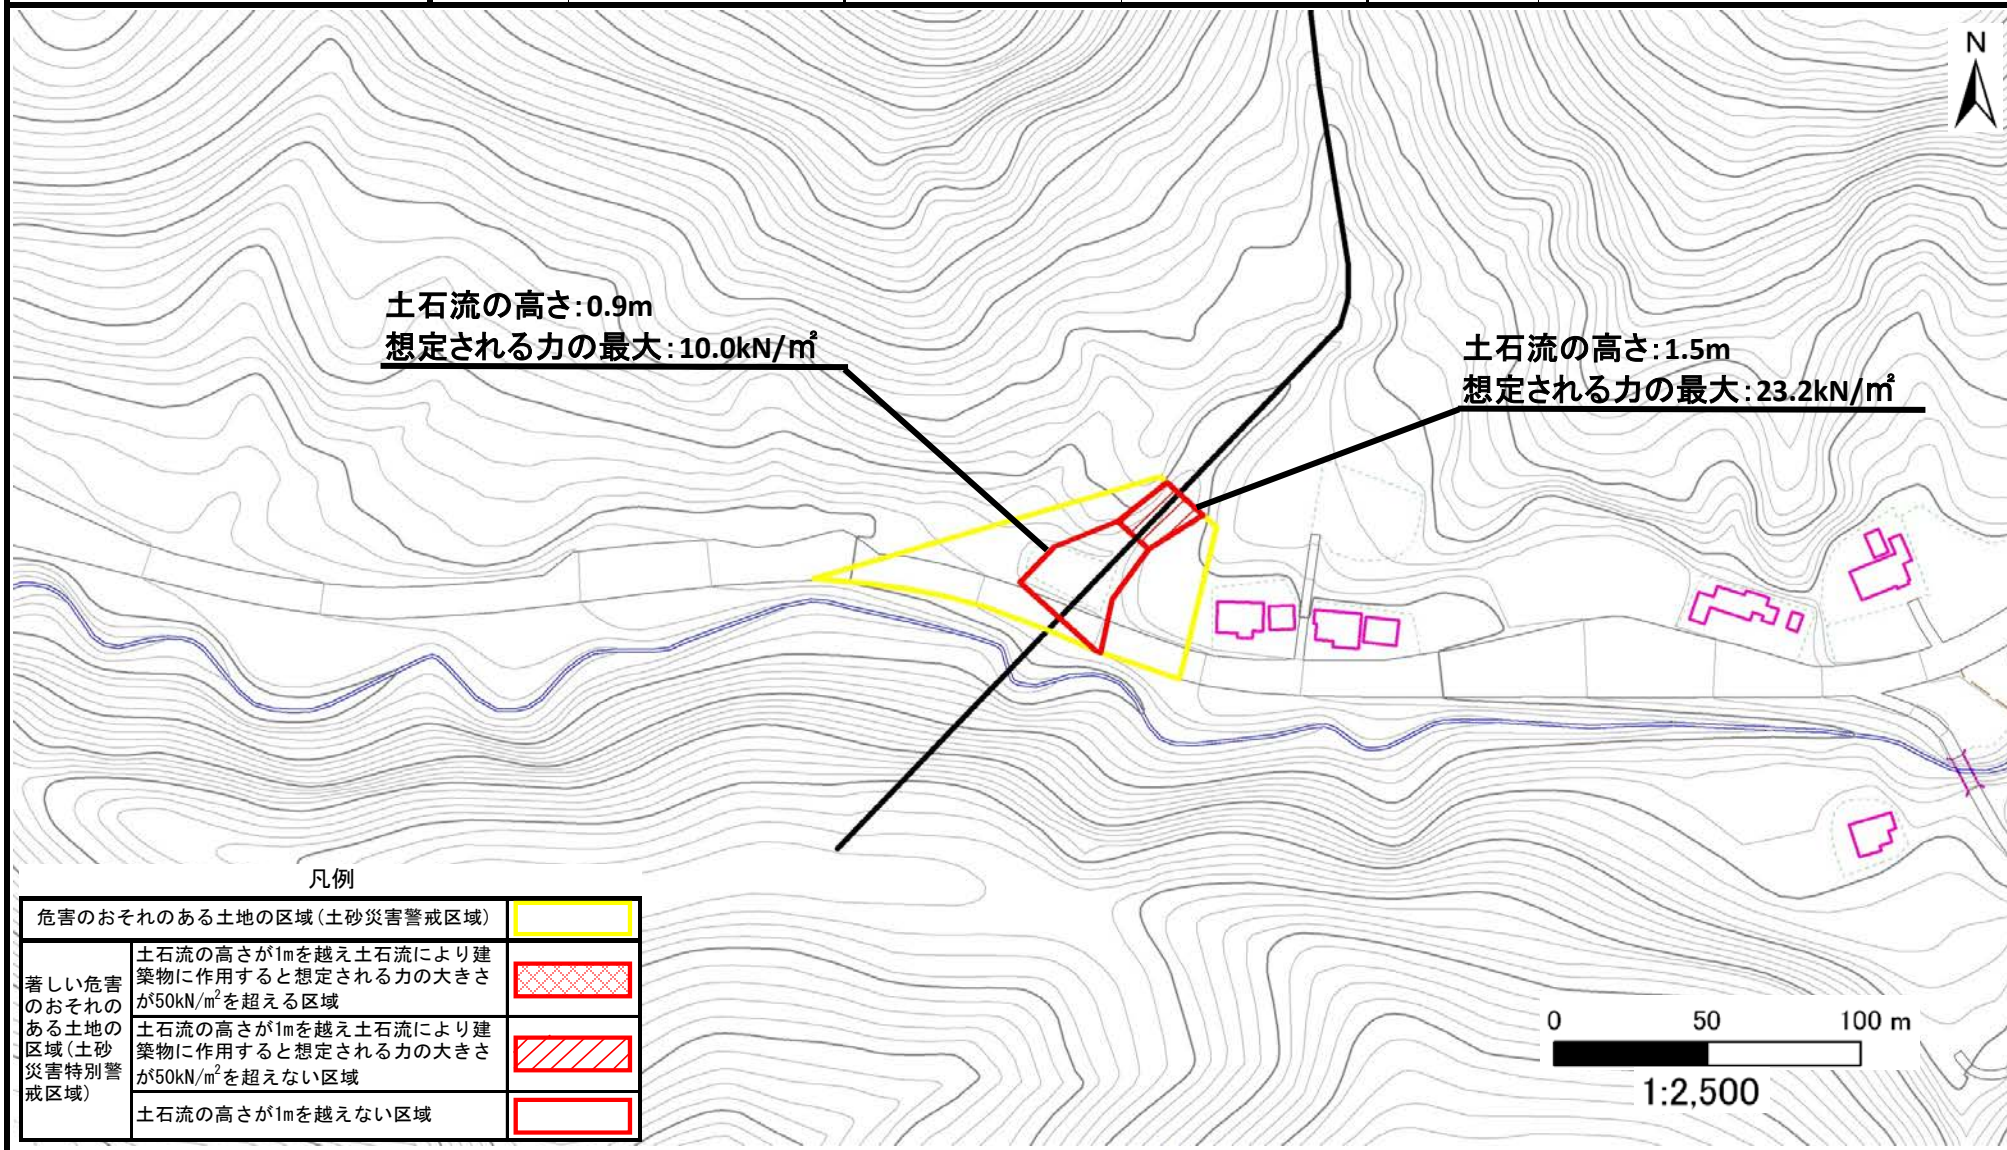 N
土石流の高さ:0.9m
想定される力の最大:10.0kN/㎡
土石流の高さ:1.5m
想定される力の最大:23.2kN/㎡
凡例
危害のおそれのある土地の区域(土砂災害警戒区域)
著しい危害
のおそれの
ある土地の
区域(土砂
災害特別警
戒区域)
土石流の高さが1mを越え土石流により建
築物に作用すると想定される力の大きさ
が50kN/m²を超える区域
土石流の高さが1mを越え土石流により建
築物に作用すると想定される力の大きさ
が50kN/m²を超えない区域
土石流の高さが1mを越えない区域
0 50 100 m
1:2,500